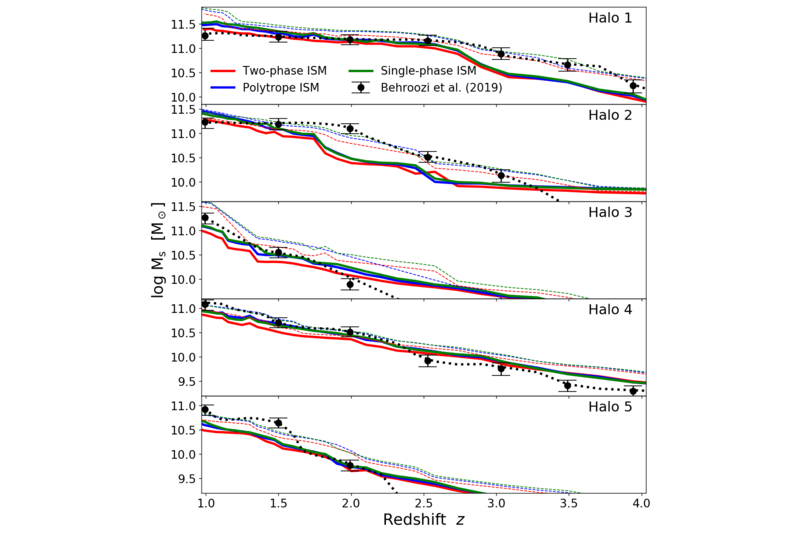 Halo 1
11.5
11.0
10.5
10.0
Two-phase ISM
Polytrope ISM
Single-phase ISM
Behroozi et al. (2019)
Halo 2
11.5
11.0
10.5
10.0
Halo 3
11.5
11.0
10.5
10.0
log Ms [M⊙]
Halo 4
11.0
10.5
10.0
9.5
Halo 5
11.0
10.5
10.0
9.5
1.0 1.5 2.0 2.5 3.0 3.5 4.0
Redshift z